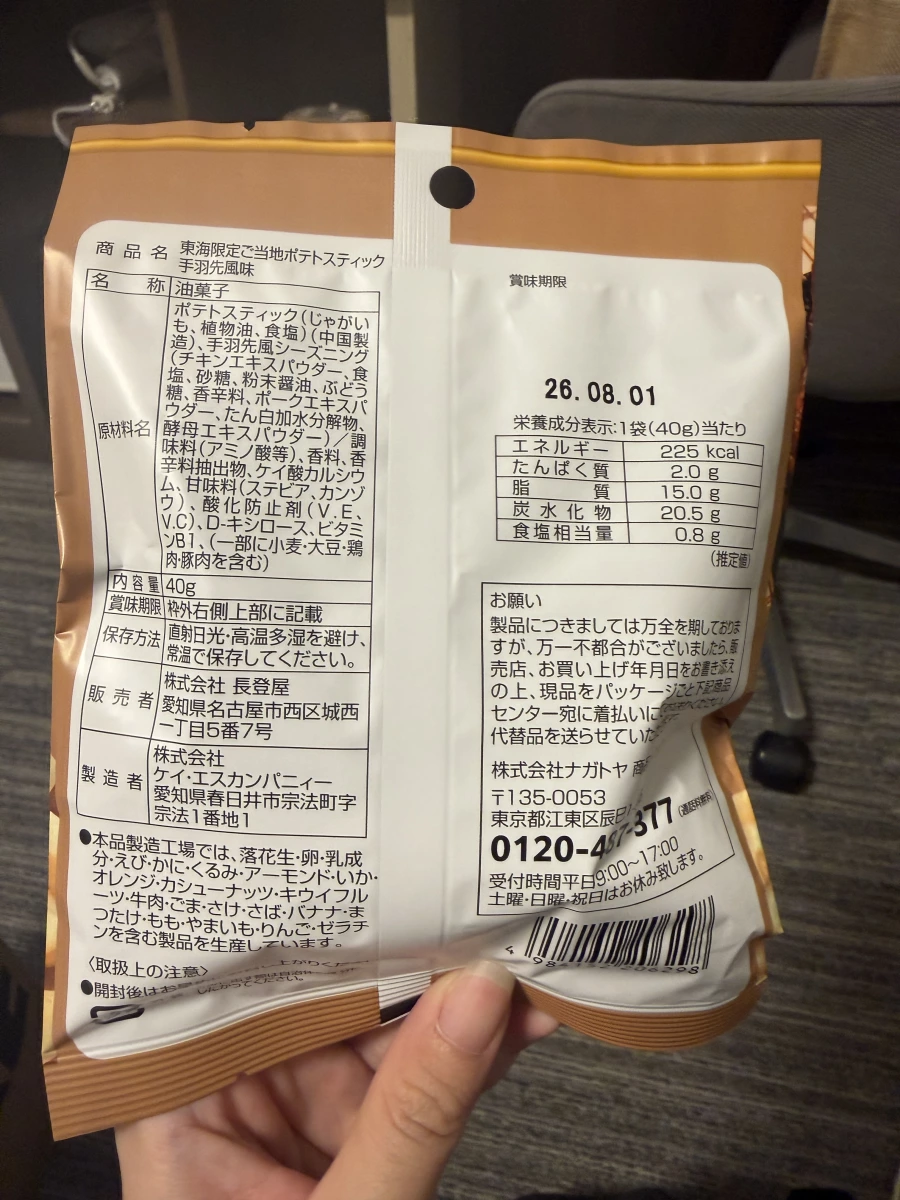 商品名 東海限定ご当地ポテトスティック
手羽先風味
名称 油菓子
原材料名 ポテトスティック(じゃがい
も、植物油、食塩)(中国製
造)、手羽先風シーズニング
(チキンエキスパウダー、食
塩、砂糖、粉末醤油、ぶどう
糖、香辛料、ポークエキスパ
ウダー、たん白加水分解物、
酵母エキスパウダー)/調
味料(アミノ酸等)、香料、香
辛料抽出物、ケイ酸カルシウ
ム、甘味料(ステビア、カンゾ
ウ)、酸化防止剤(V.E、
V.C)、D-キシロース、ビタミ
ンB1、(一部に小麦・大豆・鶏
肉・豚肉を含む)
内容量 40g
賞味期限 枠外右側上部に記載
保存方法 直射日光・高温多湿を避け、
常温で保存してください。
販売者 株式会社 長登屋
愛知県名古屋市西区城西
一丁目5番7号
製造者 株式会社
ケイ・エスカンパニィー
愛知県春日井市宗法町字
宗法1番地1
●本品製造工場では、落花生・卵・乳成
分・えび・かに・くるみ・アーモンド・いか・
オレンジ・カシューナッツ・キウイフル
ーツ・牛肉・ごま・さけ・さば・バナナ・ま
つたけ・もも・やまいも・りんご・ゼラチ
ンを含む製品を生産しています。
〈取扱上の注意〉
●開封後はお
賞味期限
26.08.01
栄養成分表示:1袋(40g)当たり
エネルギー 225 kcal
たんぱく質 2.0 g
脂質 15.0 g
炭水化物 20.5 g
食塩相当量 0.8 g
(推定値)
お願い
製品につきましては万全を期しておりま
すが、万一不都合がございましたら、販
売店、お買い上げ年月日をお書き添え
の上、現品をパッケージごと下記商品
センター宛に着払いに
代替品を送らせていた
株式会社ナガトヤ 商
〒135-0053
東京都江東区辰巳
0120-4 377 (通話料無料)
受付時間平日9:00~17:00
土曜・日曜・祝日はお休み致します。